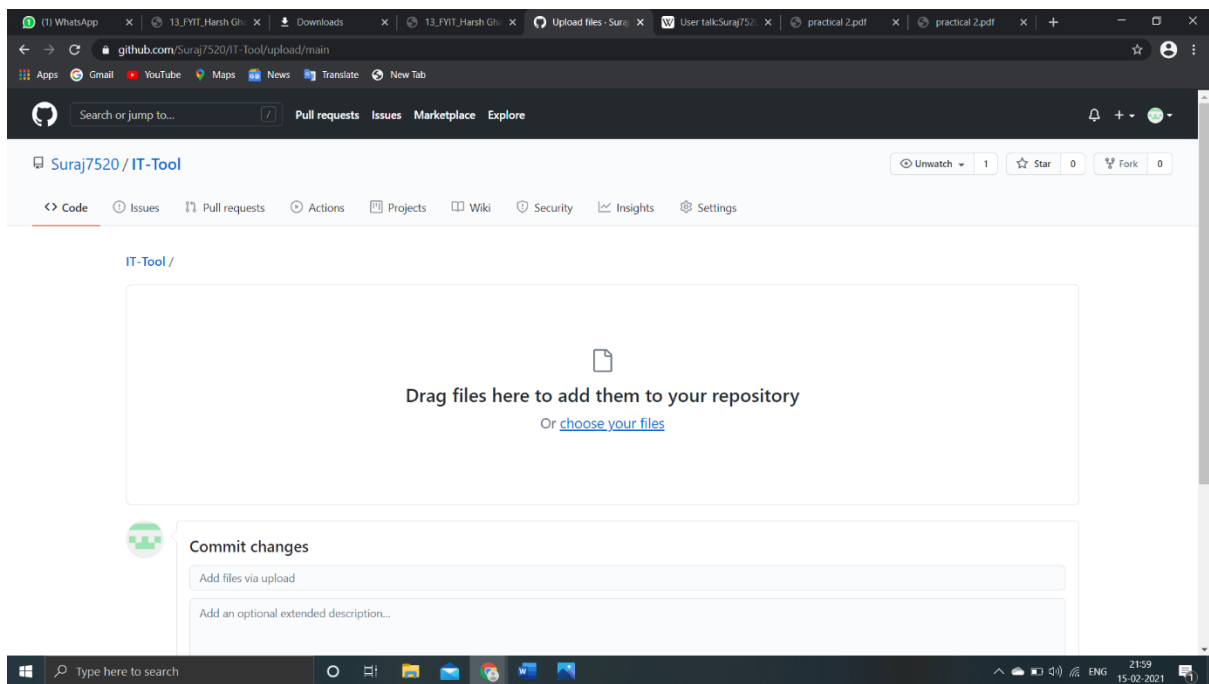 (1) WhatsApp 13_FYIT_Harsh Gh Downloads 13_FYIT_Harsh Gh Upload files · Suraj User talk:Suraj752 practical 2.pdf practical 2.pdf
github.com/Suraj7520/IT-Tool/upload/main
Apps Gmail YouTube Maps News Translate New Tab
Search or jump to... / Pull requests Issues Marketplace Explore
Suraj7520 / IT-Tool Unwatch 1 Star 0 Fork 0
<> Code Issues Pull requests Actions Projects Wiki Security Insights Settings
IT-Tool /
Drag files here to add them to your repository
Or choose your files
Commit changes
Add files via upload
Add an optional extended description...
Type here to search ENG 21:59
15-02-2021